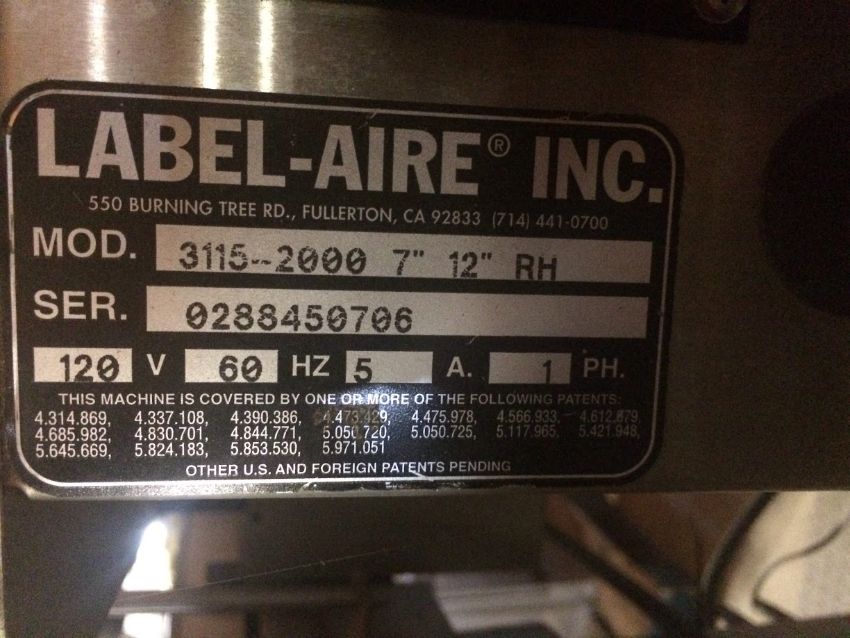 LABEL-AIRE® INC.
550 BURNING TREE RD., FULLERTON, CA 92833 (714) 441-0700
MOD. 3115--2000 7" 12" RH
SER. 0288450706
120 V 60 HZ 5 A. 1 PH.
THIS MACHINE IS COVERED BY ONE OR MORE OF THE FOLLOWING PATENTS:
4.314.869, 4.337.108, 4.390.386, 4.473.429, 4.475.978, 4.566.933, 4.612.879,
4.685.982, 4.830.701, 4.844.771, 5.050.720, 5.050.725, 5.117.965, 5.421.948,
5.645.669, 5.824.183, 5.853.530, 5.971.051
OTHER U.S. AND FOREIGN PATENTS PENDING